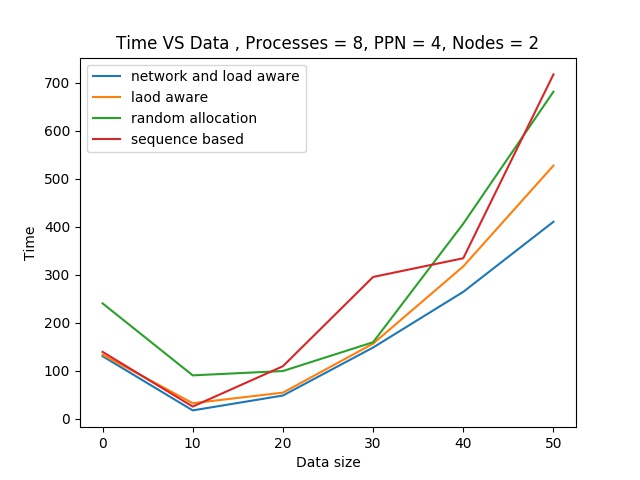 Time VS Data , Processes = 8, PPN = 4, Nodes = 2
network and load aware
laod aware
random allocation
sequence based
700
600
500
400
300
200
100
0
Time
0 10 20 30 40 50
Data size